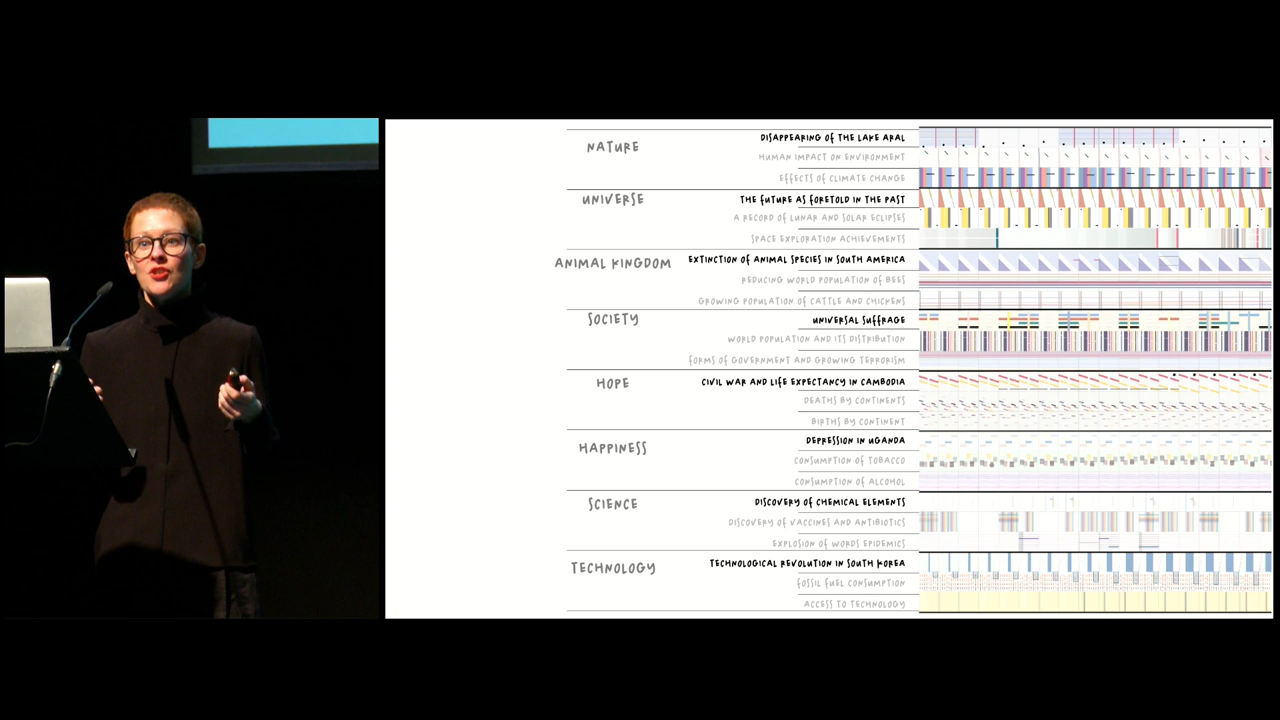 NATURE
DISAPPEARING OF THE LAKE ARAL
HUMAN IMPACT ON ENVIRONMENT
EFFECTS OF CLIMATE CHANGE
UNIVERSE
THE FUTURE AS FORETOLD IN THE PAST
A RECORD OF LUNAR AND SOLAR ECLIPSES
SPACE EXPLORATION ACHIEVEMENTS
ANIMAL KINGDOM
EXTINCTION OF ANIMAL SPECIES IN SOUTH AMERICA
REDUCING WORLD POPULATION OF BEES
GROWING POPULATION OF CATTLE AND CHICKENS
SOCIETY
UNIVERSAL SUFFRAGE
WORLD POPULATION AND ITS DISTRIBUTION
FORMS OF GOVERNMENT AND GROWING TERRORISM
HOPE
CIVIL WAR AND LIFE EXPECTANCY IN CAMBODIA
DEATHS BY CONTINENTS
BIRTHS BY CONTINENT
HAPPINESS
DEPRESSION IN UGANDA
CONSUMPTION OF TOBACCO
CONSUMPTION OF ALCOHOL
SCIENCE
DISCOVERY OF CHEMICAL ELEMENTS
DISCOVERY OF VACCINES AND ANTIBIOTICS
EXPLOSION OF WORDS EPIDEMICS
TECHNOLOGY
TECHNOLOGICAL REVOLUTION IN SOUTH KOREA
FOSSIL FUEL CONSUMPTION
ACCESS TO TECHNOLOGY